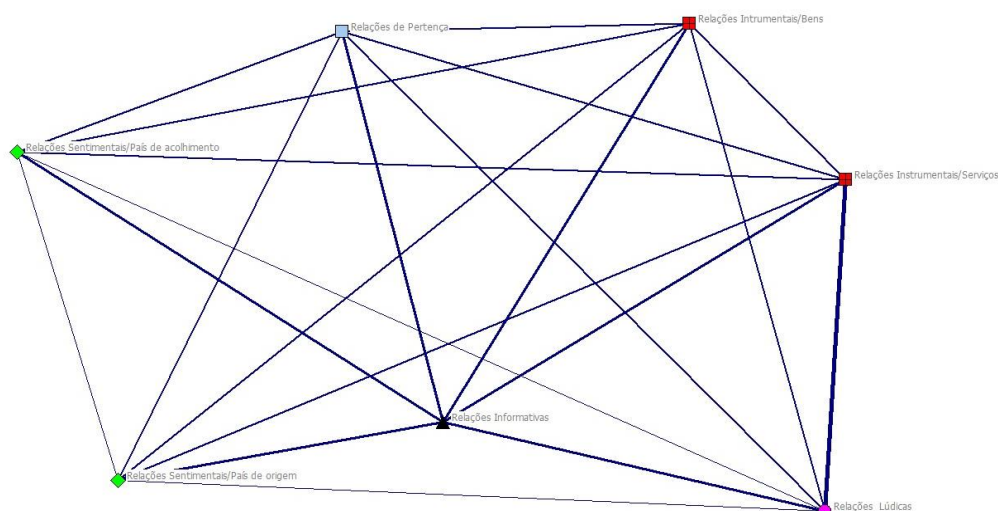 Relações Intrumentais/Bens
Relações de Pertença
Relações Sentimentais/País de acolhimento
Relações Instrumentais/Serviços
Relações Informativas
Relações Sentimentais/País de origem
Relações Lúdicas